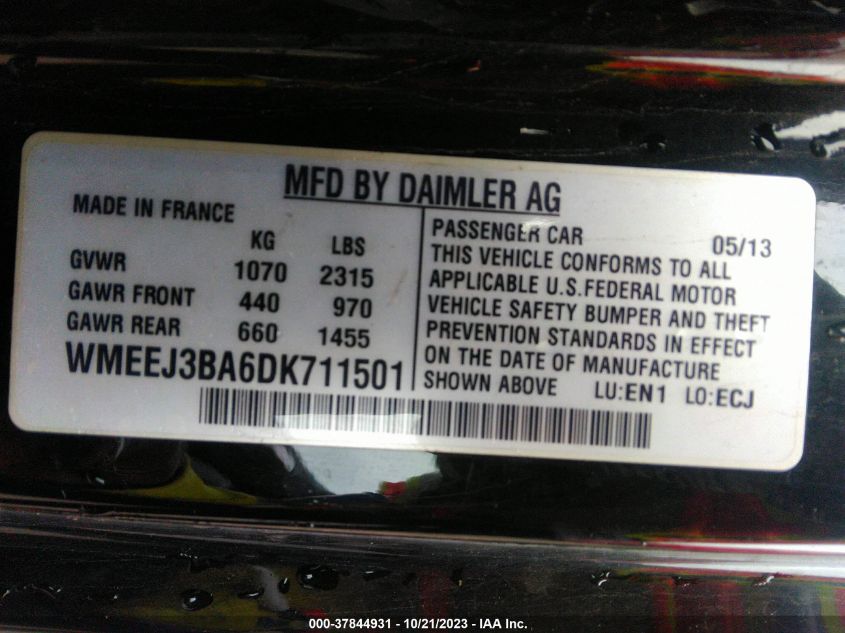 MFD BY DAIMLER AG
MADE IN FRANCE
KG LBS
GVWR 1070 2315
GAWR FRONT 440 970
GAWR REAR 660 1455
WMEEJ3BA6DK711501
PASSENGER CAR 05/13
THIS VEHICLE CONFORMS TO ALL
APPLICABLE U.S.FEDERAL MOTOR
VEHICLE SAFETY BUMPER AND THEFT
PREVENTION STANDARDS IN EFFECT
ON THE DATE OF MANUFACTURE
SHOWN ABOVE LU:EN1 LO:ECJ
000-37844931 - 10/21/2023 - IAA Inc.